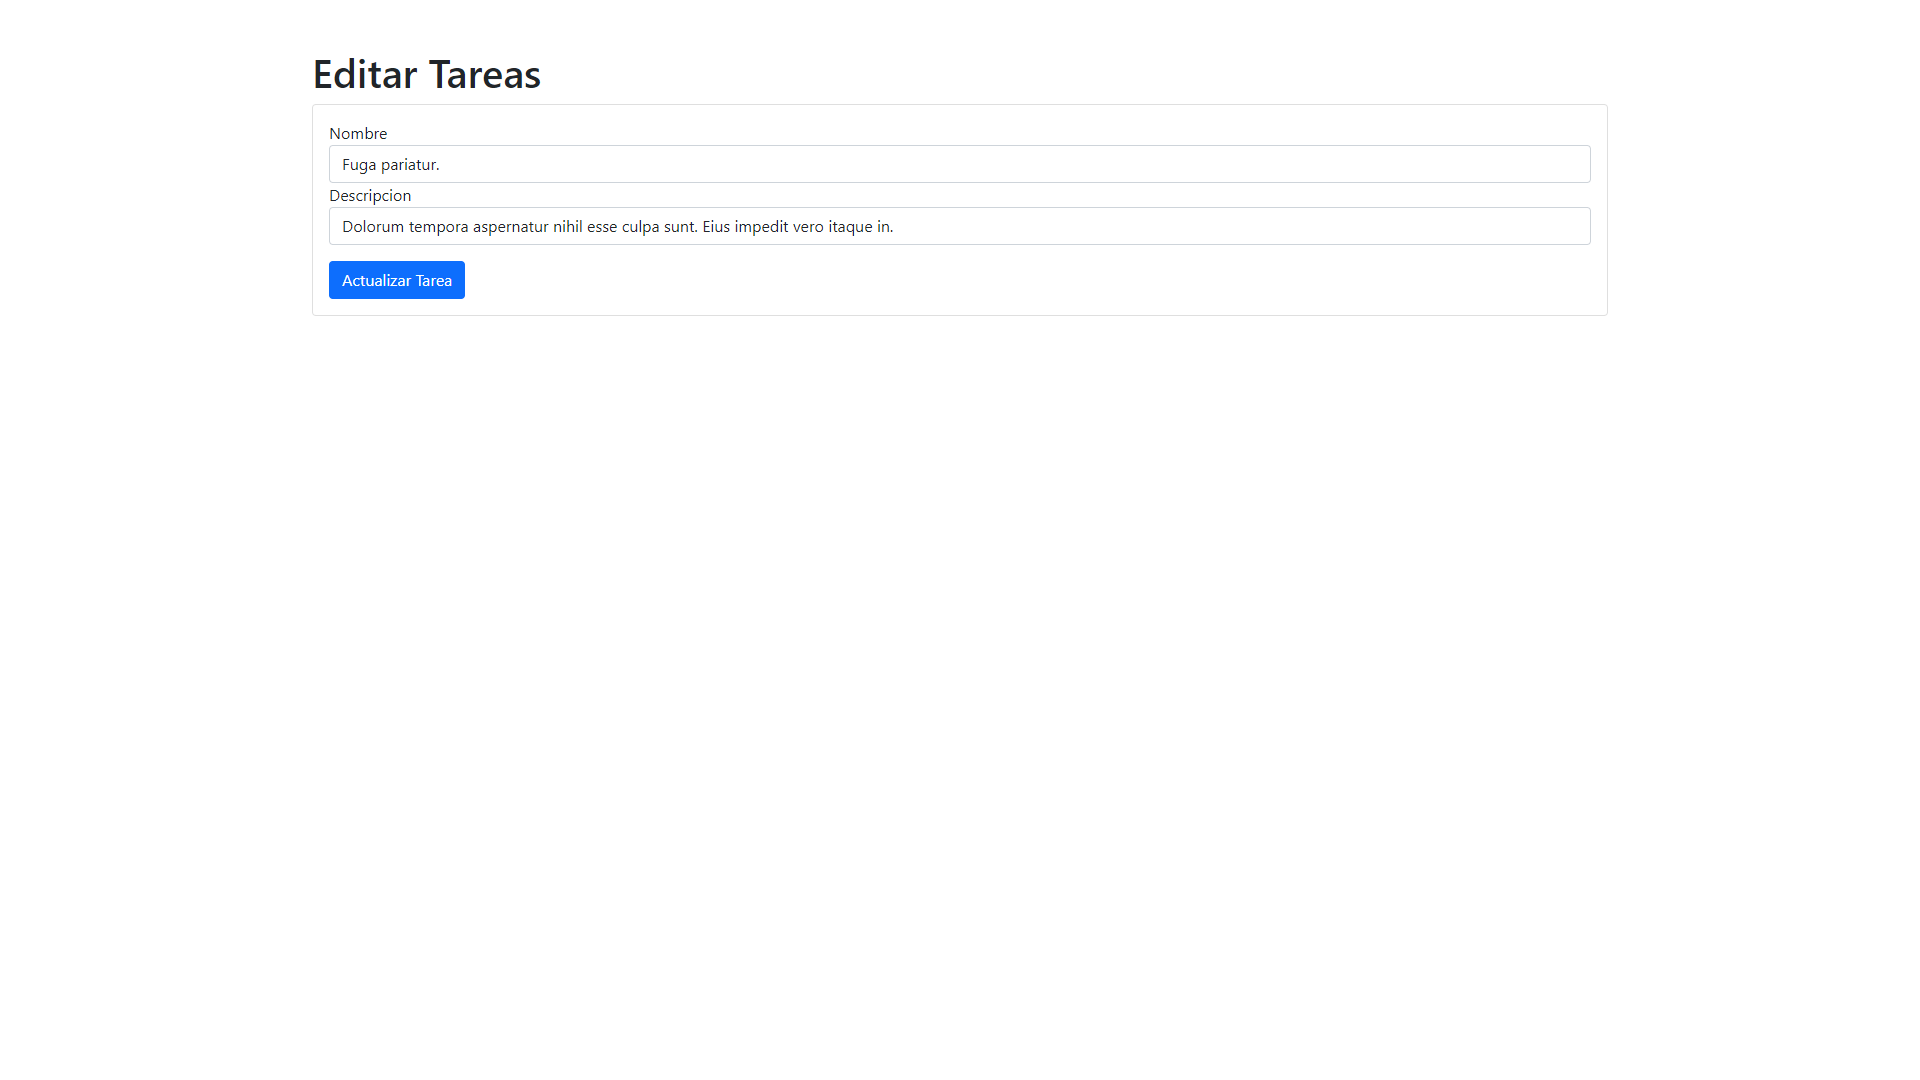 Editar Tareas
Nombre
Fuga pariatur.
Descripcion
Dolorum tempora aspernatur nihil esse culpa sunt. Eius impedit vero itaque in.
Actualizar Tarea